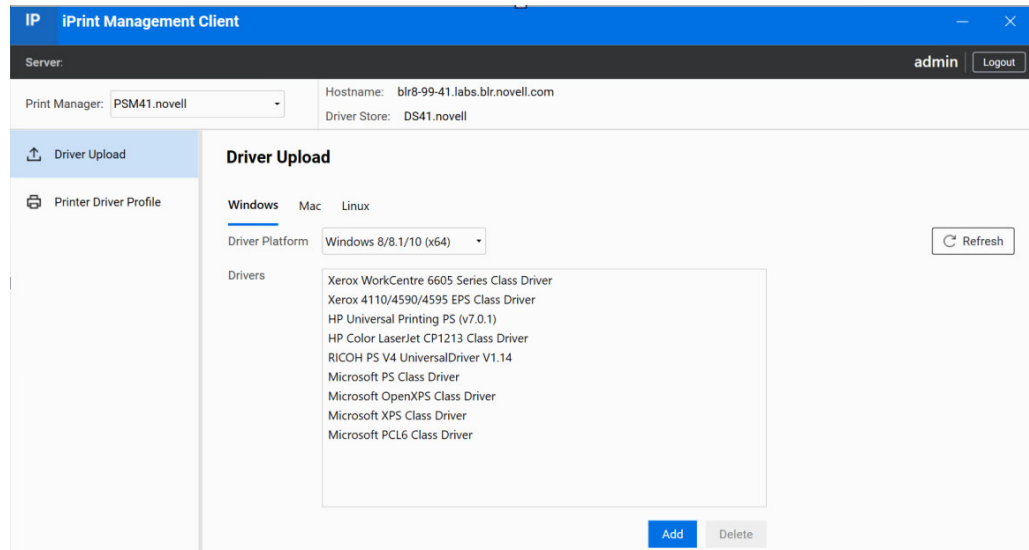 IP iPrint Management Client
Server: admin Logout
Print Manager: PSM41.novell
Hostname: blr8-99-41.labs.blr.novell.com
Driver Store: DS41.novell
Driver Upload
Printer Driver Profile
Driver Upload
Windows Mac Linux
Driver Platform Windows 8/8.1/10 (x64) Refresh
Drivers
Xerox WorkCentre 6605 Series Class Driver
Xerox 4110/4590/4595 EPS Class Driver
HP Universal Printing PS (v7.0.1)
HP Color LaserJet CP1213 Class Driver
RICOH PS V4 UniversalDriver V1.14
Microsoft PS Class Driver
Microsoft OpenXPS Class Driver
Microsoft XPS Class Driver
Microsoft PCL6 Class Driver
Add Delete